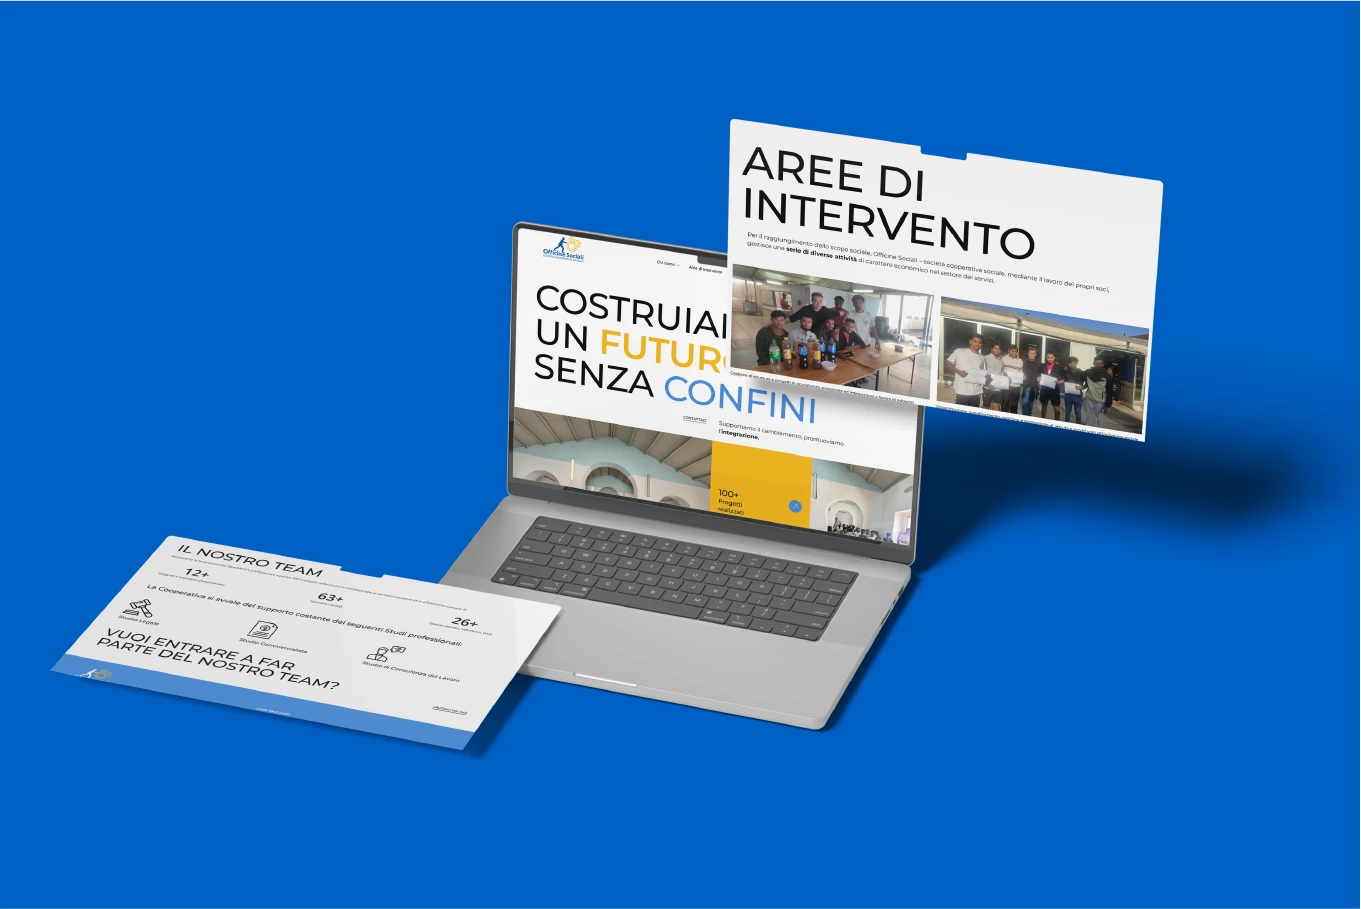 AREE DI
INTERVENTO
Per il raggiungimento dello scopo sociale, Officine Sociali – società cooperativa sociale, mediante il lavoro dei propri soci,
gestisce una serie di diverse attività di carattere economico nel settore dei servizi.
Officine Sociali
Chi siamo
Aree di intervento
COSTRUIA
UN FUTURO
SENZA CONFINI
CONTATTACI
Supportiamo il cambiamento, promuoviamo
l'integrazione.
100+
Progetti
realizzati
IL NOSTRO TEAM
12+
63+
26+
La Cooperativa si avvale del supporto costante dei seguenti Studi professionali:
Studio Legale
Studio Commercialista
Studio di Consulenza del Lavoro
VUOI ENTRARE A FAR
PARTE DEL NOSTRO TEAM?